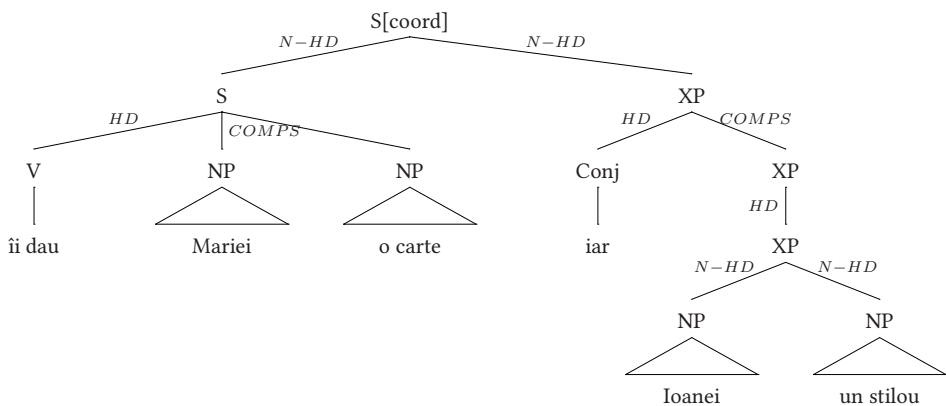 S[coord]
N−HD N−HD
S XP
HD COMPS HD COMPS
V NP NP Conj XP
HD
îi dau Mariei o carte iar XP
N−HD N−HD
NP NP
Ioanei un stilou